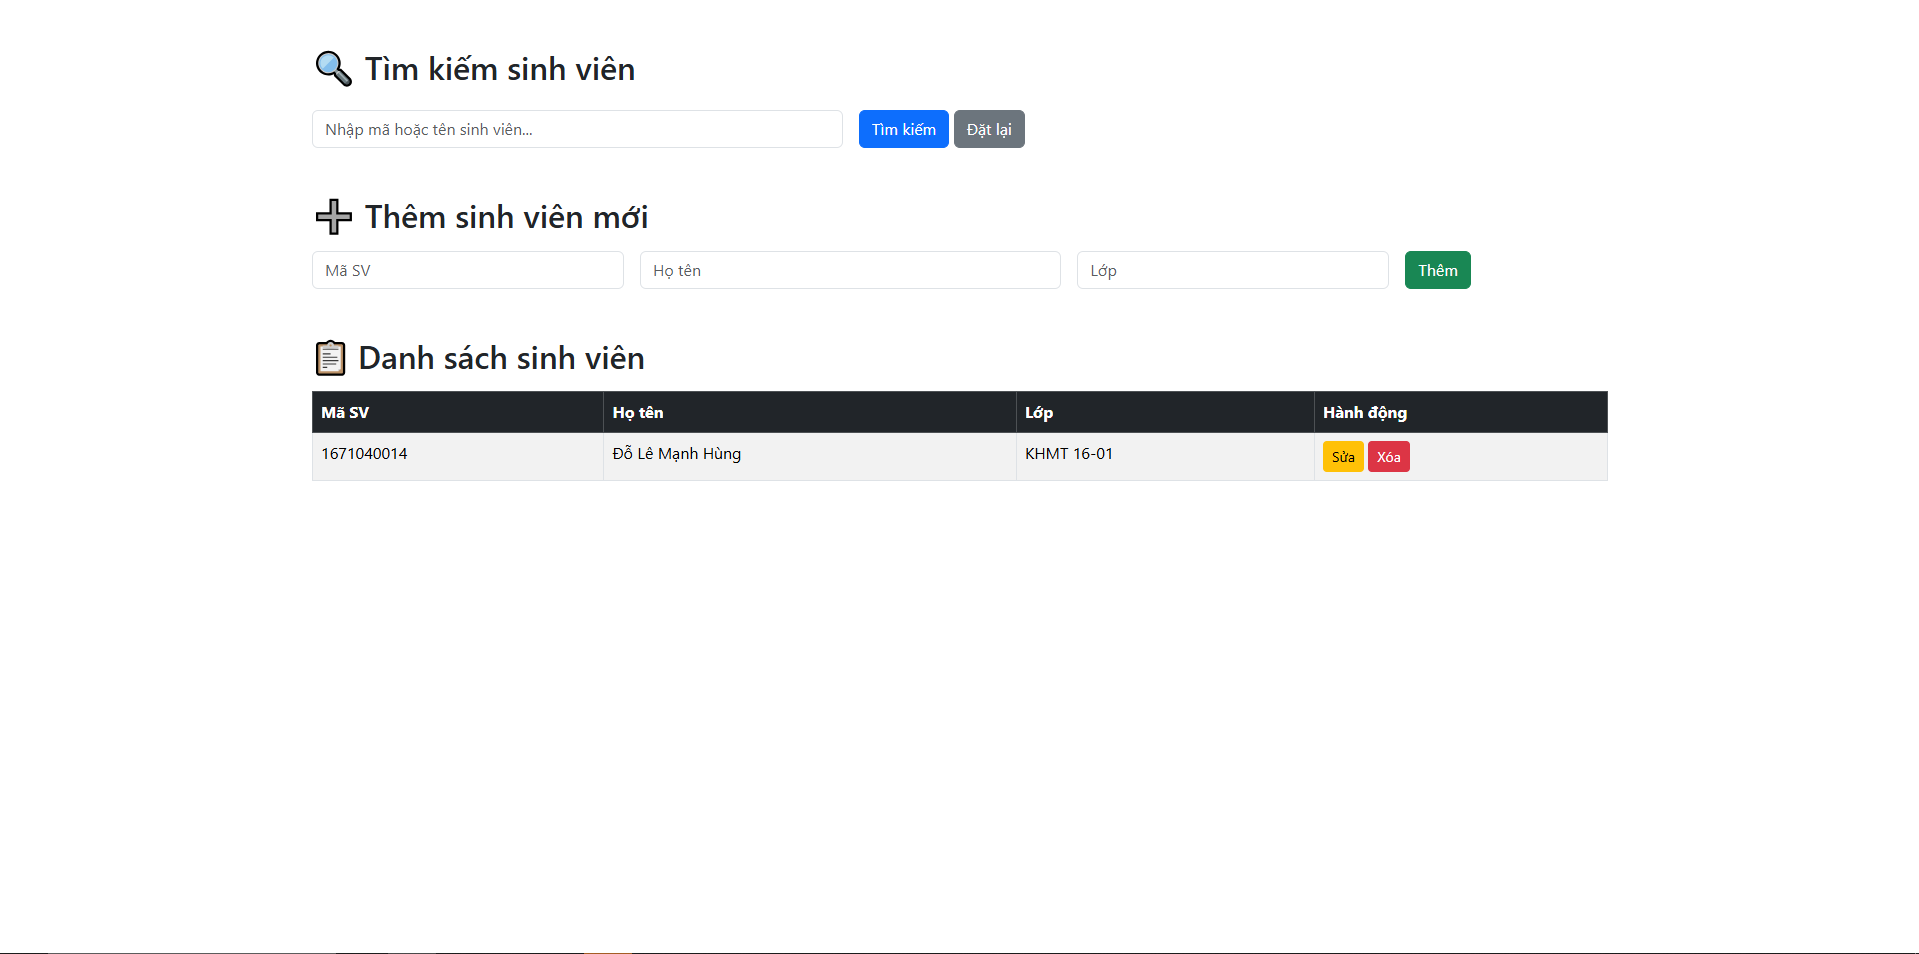 Tìm kiếm sinh viên
Nhập mã hoặc tên sinh viên...
Tìm kiếm
Đặt lại
Thêm sinh viên mới
Mã SV
Họ tên
Lớp
Thêm
Danh sách sinh viên
Mã SV Họ tên Lớp Hành động
1671040014 Đỗ Lê Mạnh Hùng KHMT 16-01 Sửa Xóa